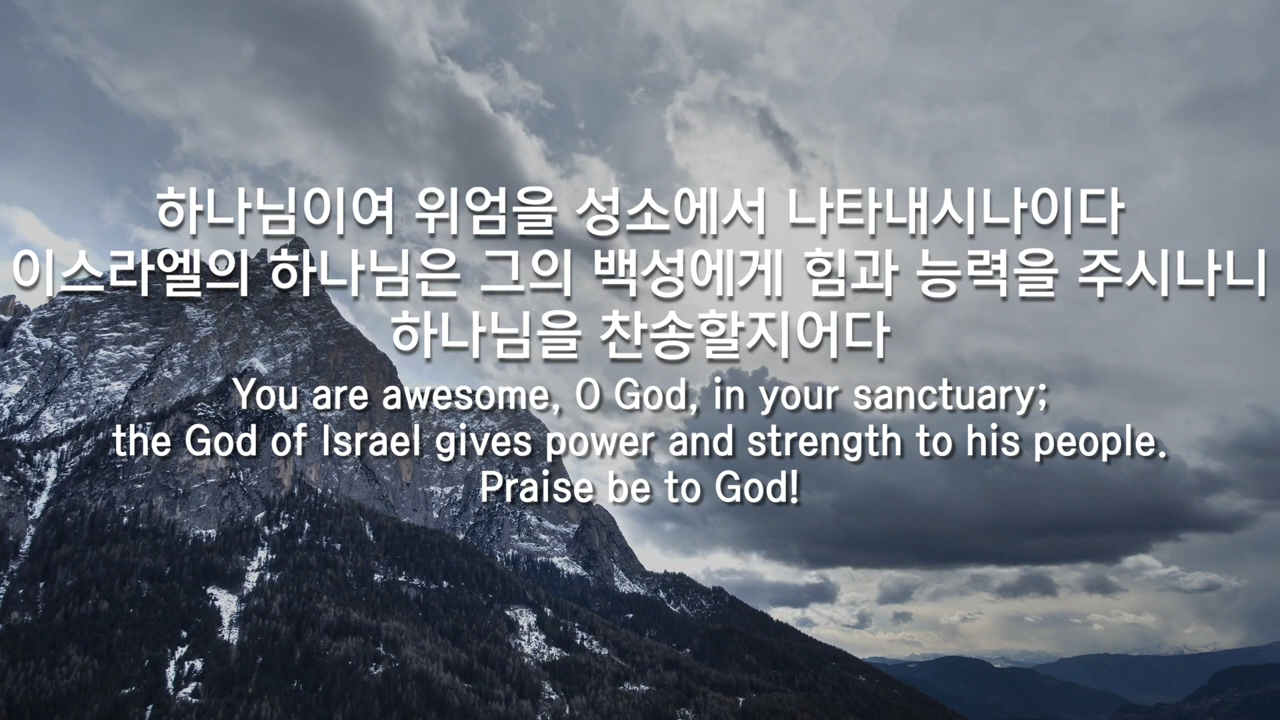 하나님이여 위엄을 성소에서 나타내시나이다
이스라엘의 하나님은 그의 백성에게 힘과 능력을 주시나니
하나님을 찬송할지어다
You are awesome, O God, in your sanctuary;
the God of Israel gives power and strength to his people.
Praise be to God!